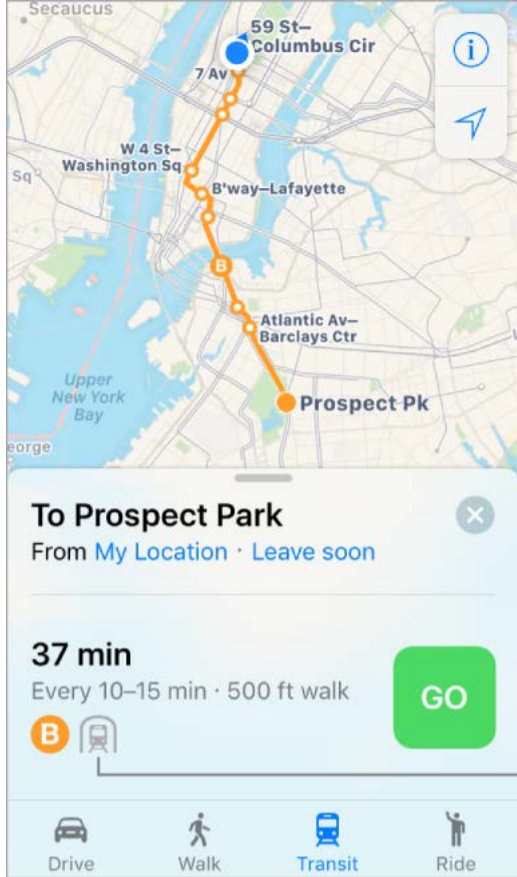 Secaucus
59 St–
Columbus Cir
7 Av
W 4 St–
Washington Sq
Sq
B'way–Lafayette
B
Atlantic Av–
Barclays Ctr
Upper
New York
Bay
Prospect Pk
eorge
To Prospect Park
From My Location · Leave soon
37 min
Every 10–15 min · 500 ft walk
GO
B
Drive
Walk
Transit
Ride